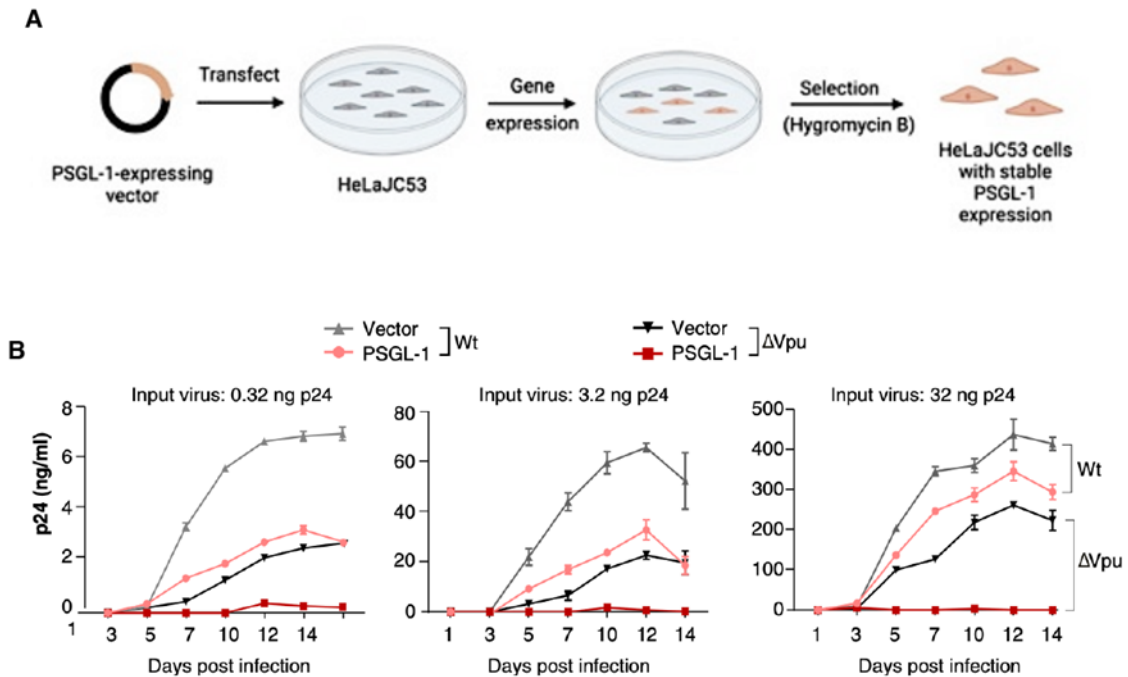 A
Transfect
Gene
expression
Selection
(Hygromycin B)
PSGL-1-expressing
vector
HeLaJC53
HeLaJC53 cells
with stable
PSGL-1
expression
B
Vector
PSGL-1
Wt
Vector
PSGL-1
ΔVpu
Input virus: 0.32 ng p24
p24 (ng/ml)
8
6
4
2
0
1 3 5 7 10 12 14
Days post infection
Input virus: 3.2 ng p24
80
60
40
20
0
1 3 5 7 10 12 14
Days post infection
Input virus: 32 ng p24
500
400
300
200
100
0
1 3 5 7 10 12 14
Days post infection
Wt
ΔVpu